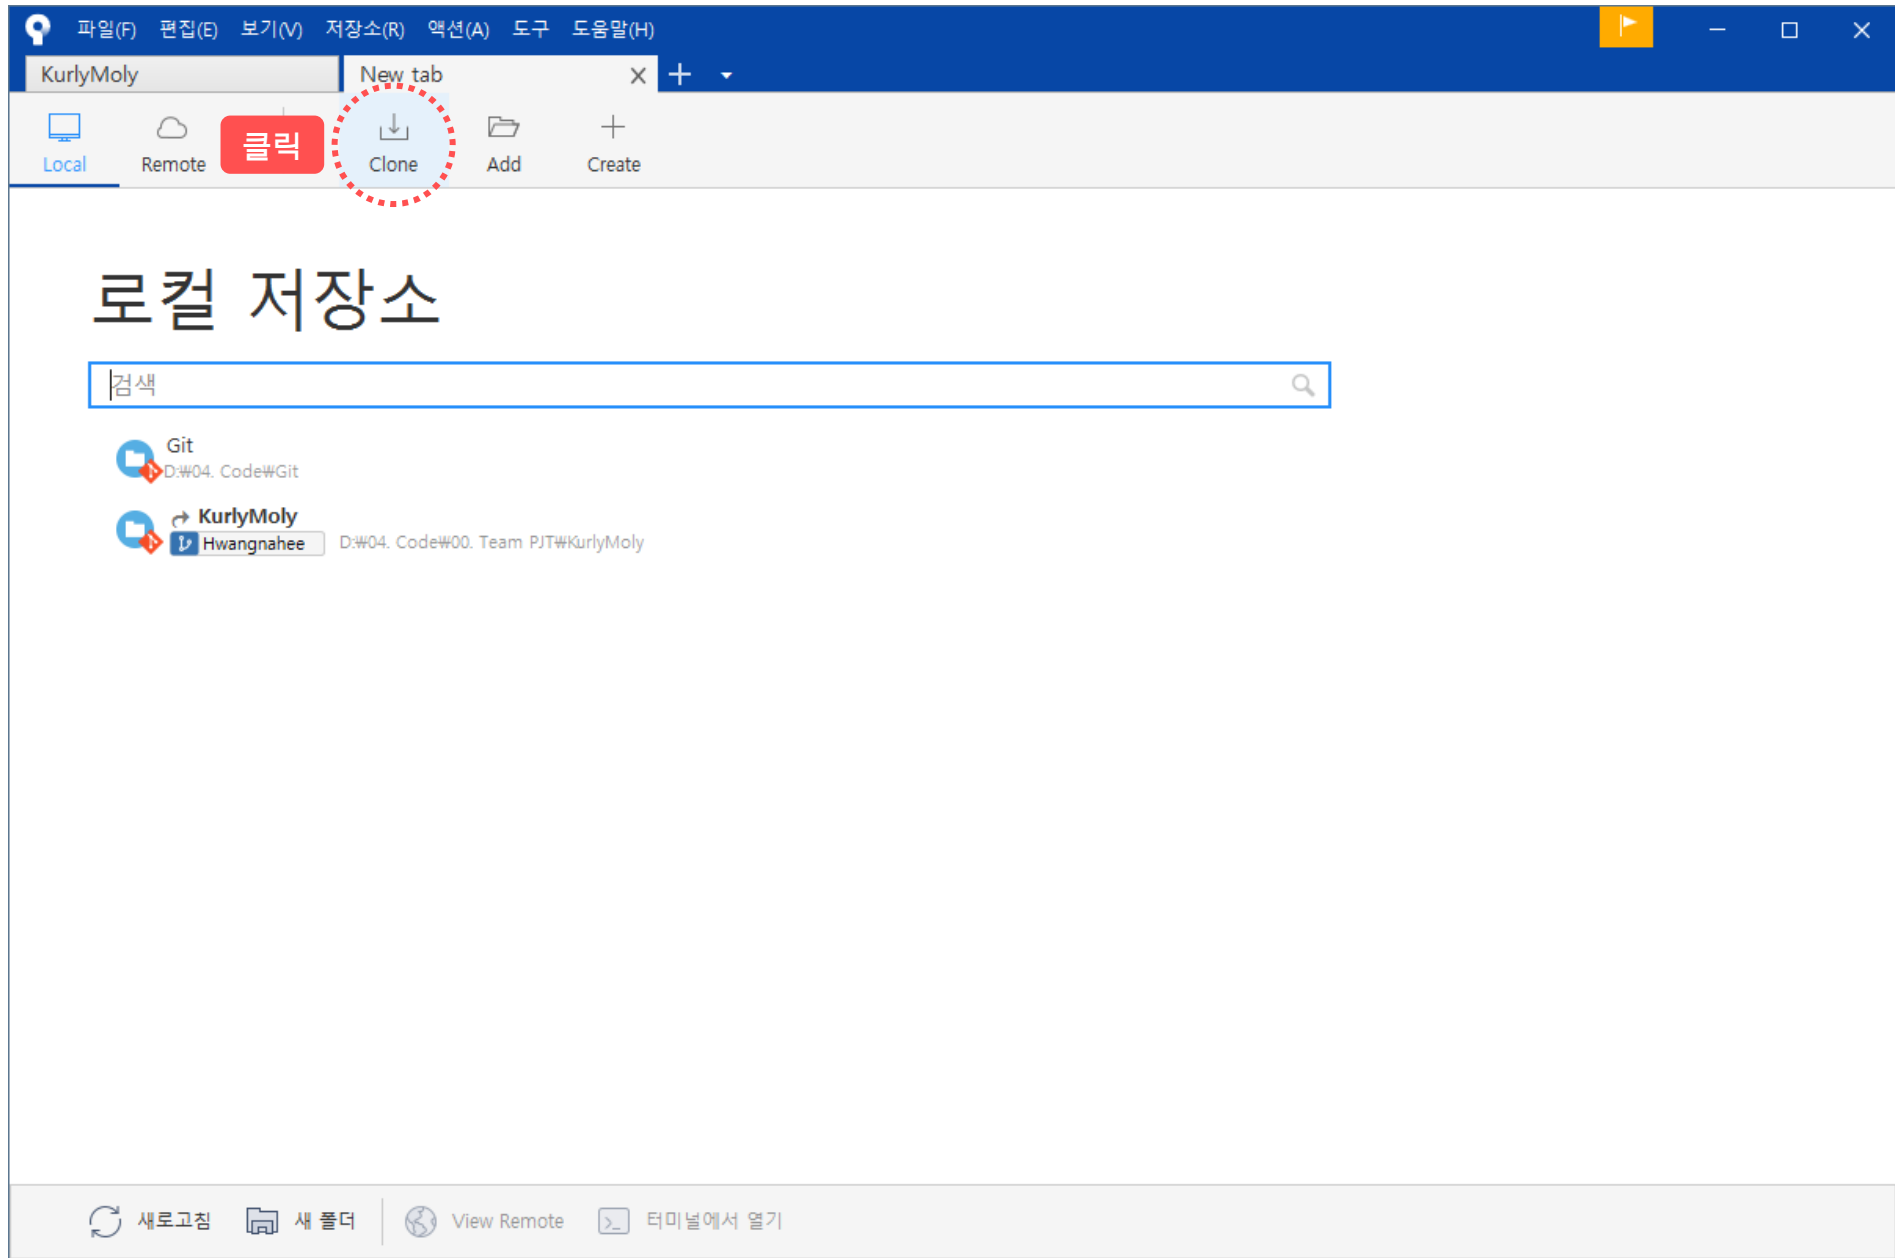 파일(F) 편집(E) 보기(V) 저장소(R) 액션(A) 도구 도움말(H)
KurlyMoly New tab
Local Remote 클릭 Clone Add Create
로컬 저장소
검색
Git
D:₩04. Code₩Git
KurlyMoly
Hwangnahee D:₩04. Code₩00. Team PJT₩KurlyMoly
새로고침 새 폴더 View Remote 터미널에서 열기